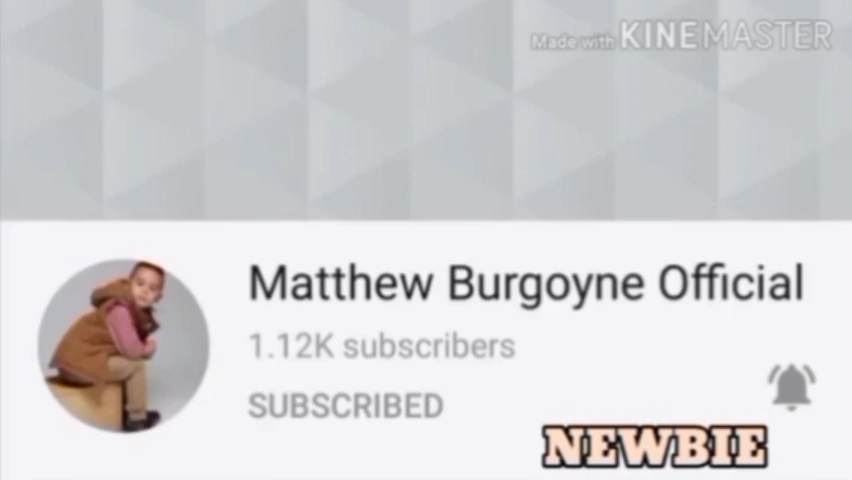 Made with KINEMASTER
Matthew Burgoyne Official
1.12K subscribers
SUBSCRIBED
NEWBIE